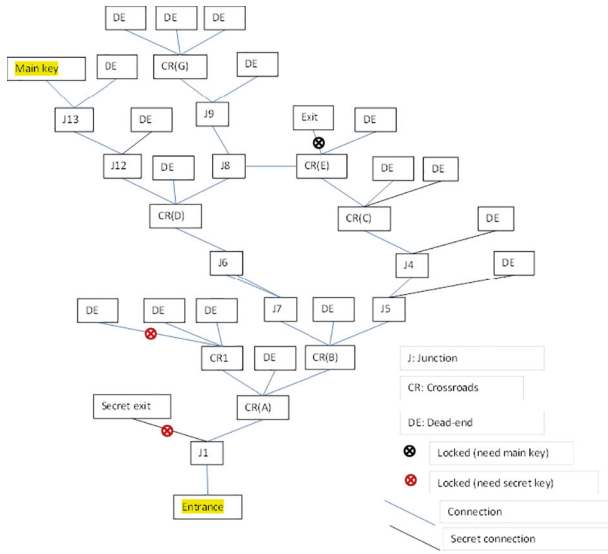 DE
DE
DE
Main key
DE
CR(G)
DE
J13
J9
Exit
DE
DE
J12
DE
J8
CR(E)
DE
DE
DE
CR(D)
CR(C)
DE
J6
J4
DE
DE
DE
DE
J7
DE
J5
CR1
DE
CR(B)
J: Junction
CR: Crossroads
Secret exit
CR(A)
DE: Dead-end
J1
Locked (need main key)
Locked (need secret key)
Entrance
Connection
Secret connection